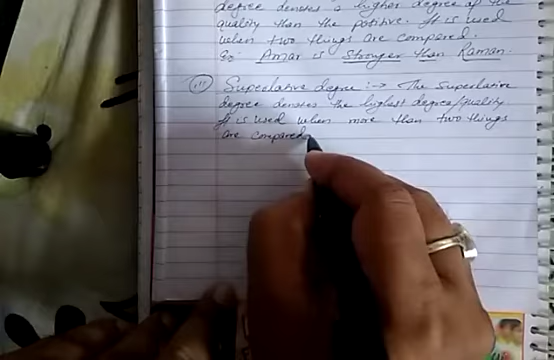 degree denotes a higher degree of the
quality than the positive. It is used
when two things are compared.
Ex: Amar is Stronger than Raman.
(iii) Superlative degree :→ The Superlative
degree denotes the highest degree/quality.
It is used when more than two things
are compared